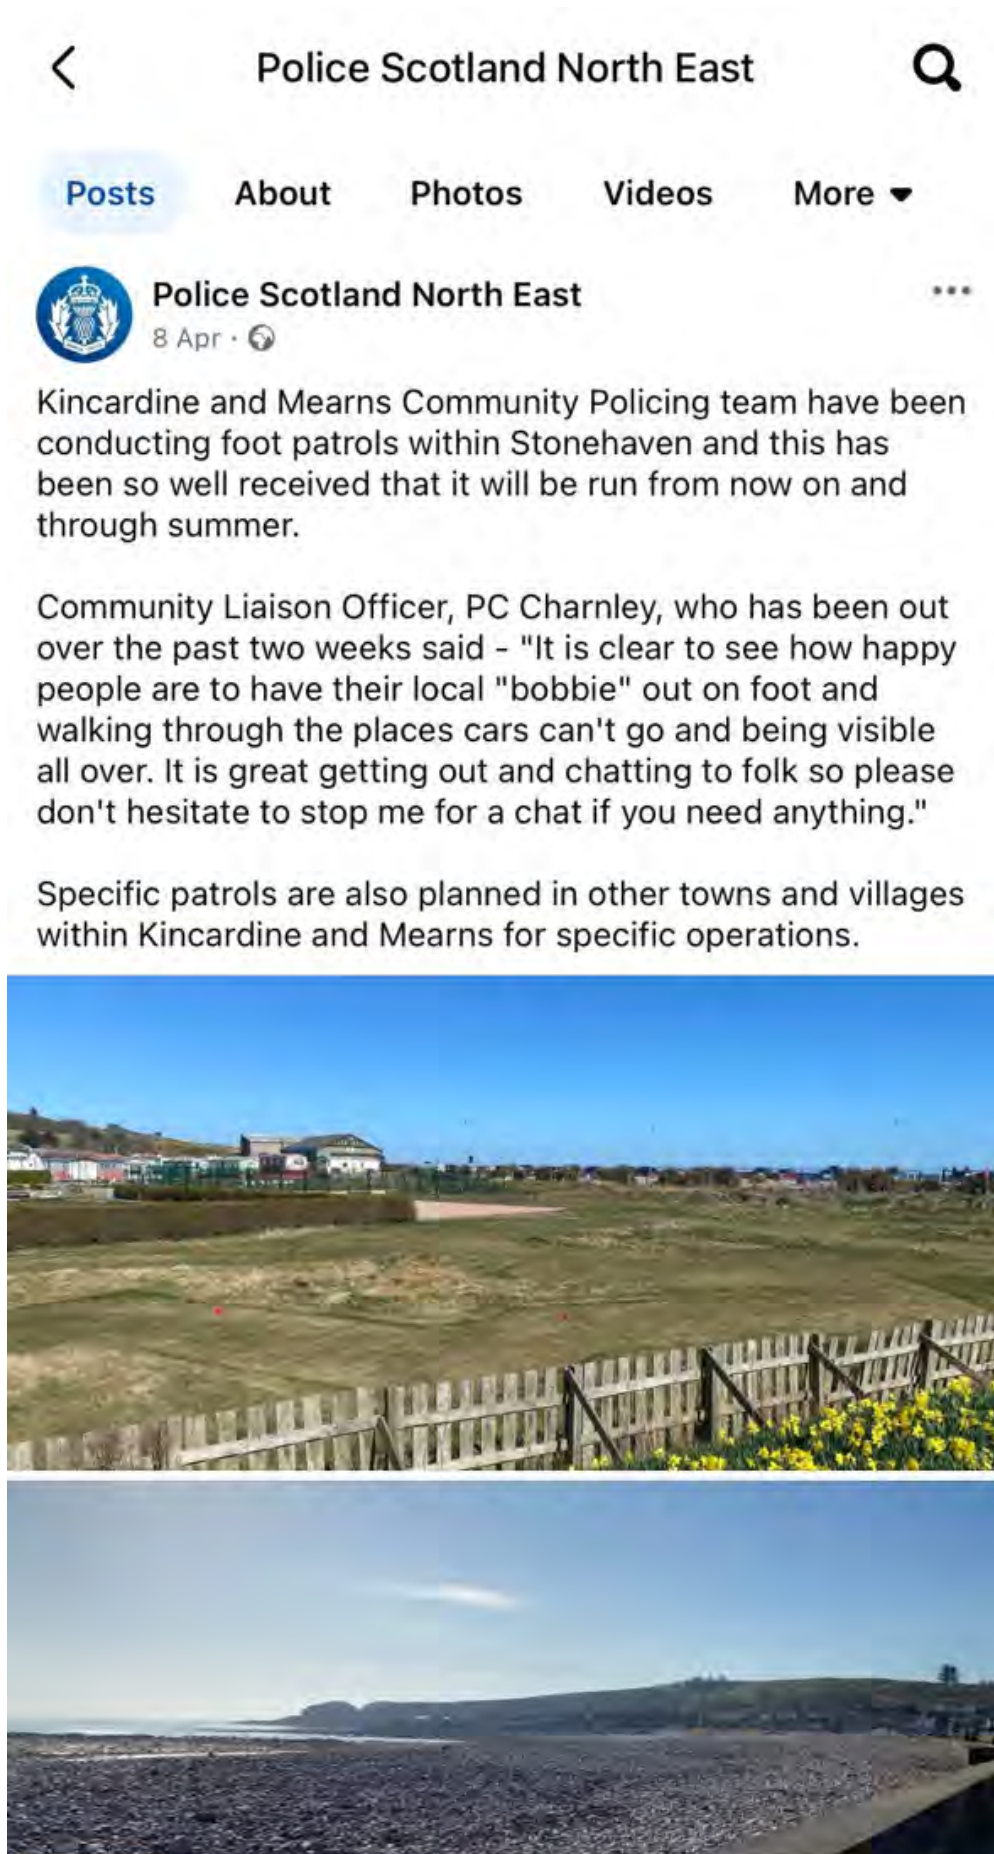 Police Scotland North East
Posts About Photos Videos More
Police Scotland North East
8 Apr ·
Kincardine and Mearns Community Policing team have been
conducting foot patrols within Stonehaven and this has
been so well received that it will be run from now on and
through summer.
Community Liaison Officer, PC Charnley, who has been out
over the past two weeks said - "It is clear to see how happy
people are to have their local "bobbie" out on foot and
walking through the places cars can't go and being visible
all over. It is great getting out and chatting to folk so please
don't hesitate to stop me for a chat if you need anything."
Specific patrols are also planned in other towns and villages
within Kincardine and Mearns for specific operations.